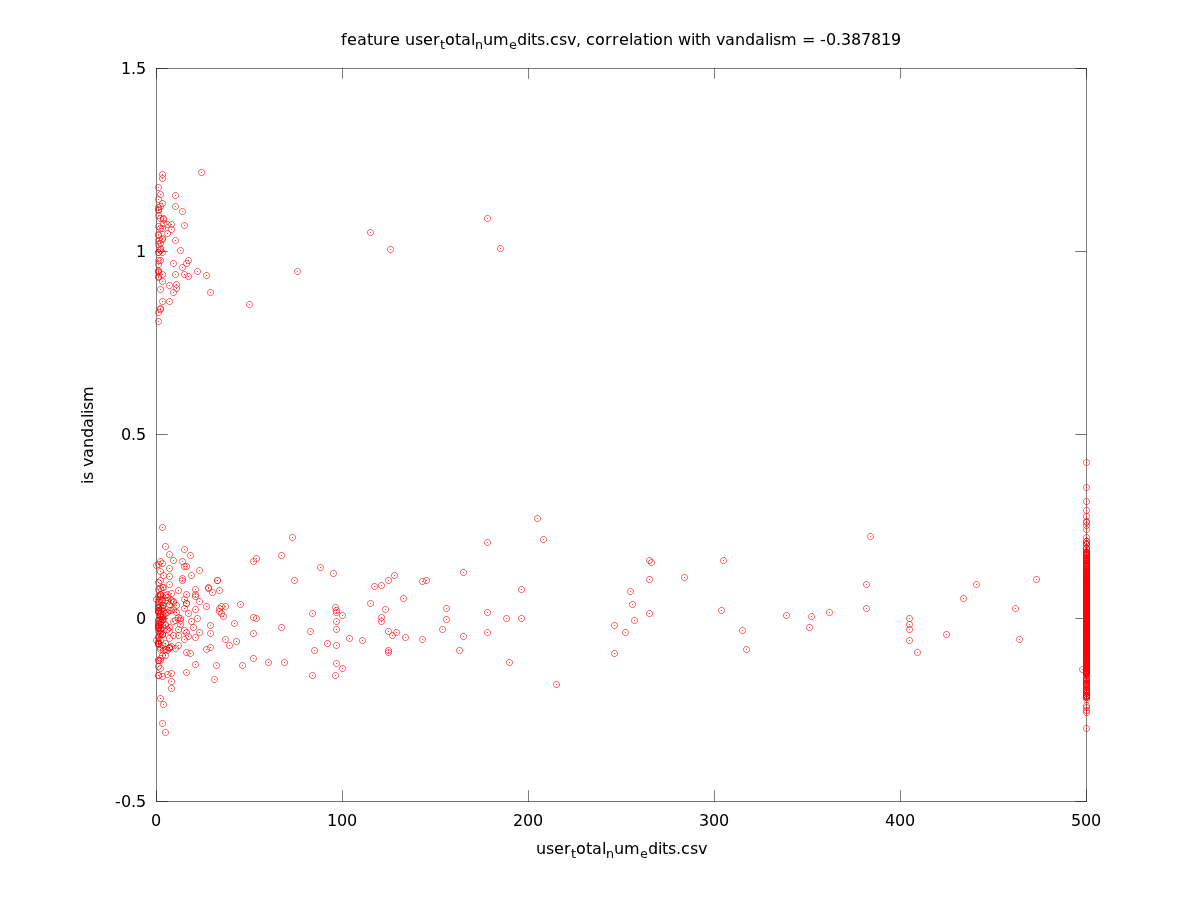 feature user_total_num_edits.csv, correlation with vandalism = -0.387819
1.5
1
0.5
0
-0.5
is vandalism
0 100 200 300 400 500
user_total_num_edits.csv